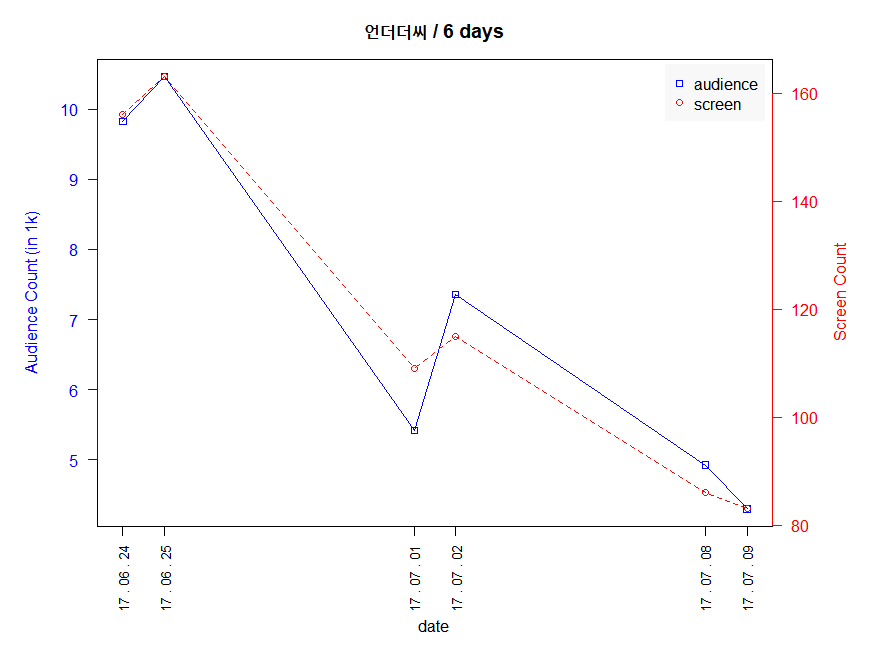 언더더씨 / 6 days
audience
screen
Audience Count (in 1k)
10
9
8
7
6
5
Screen Count
160
140
120
100
80
17 . 06 . 24
17 . 06 . 25
17 . 07 . 01
17 . 07 . 02
17 . 07 . 08
17 . 07 . 09
date